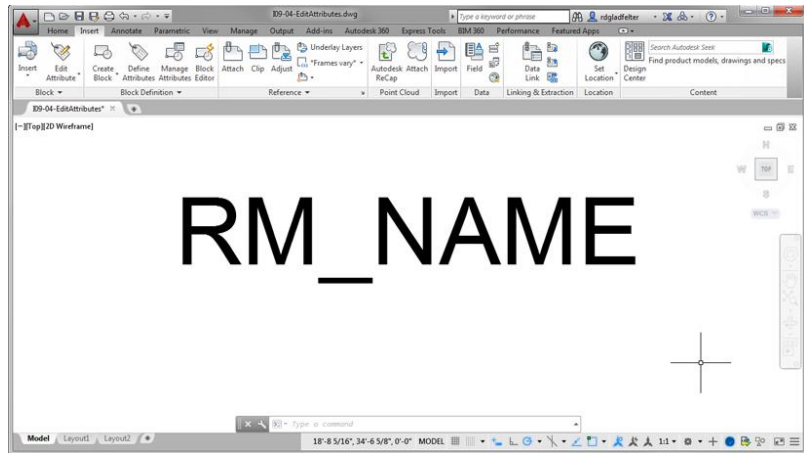 I09-04-EditAttributes.dwg
Type a keyword or phrase
rdgladfelter
Home Insert Annotate Parametric View Manage Output Add-ins Autodesk 360 Express Tools BIM 360 Performance Featured Apps
Insert
Edit
Attribute
Create
Block
Define
Attributes
Manage
Attributes
Block
Editor
Attach
Clip
Adjust
Underlay Layers
*Frames vary*
Autodesk
ReCap
Attach
Import
Field
Data
Link
Set
Location
Design
Center
Search Autodesk Seek
Find product models, drawings and specs
Block
Block Definition
Reference
Point Cloud
Import
Data
Linking & Extraction
Location
Content
I09-04-EditAttributes*
[−][Top][2D Wireframe]
N
W TOP E
S
WCS
RM_NAME
Type a command
Model Layout1 Layout2
18'-8 5/16", 34'-6 5/8", 0'-0" MODEL
1:1